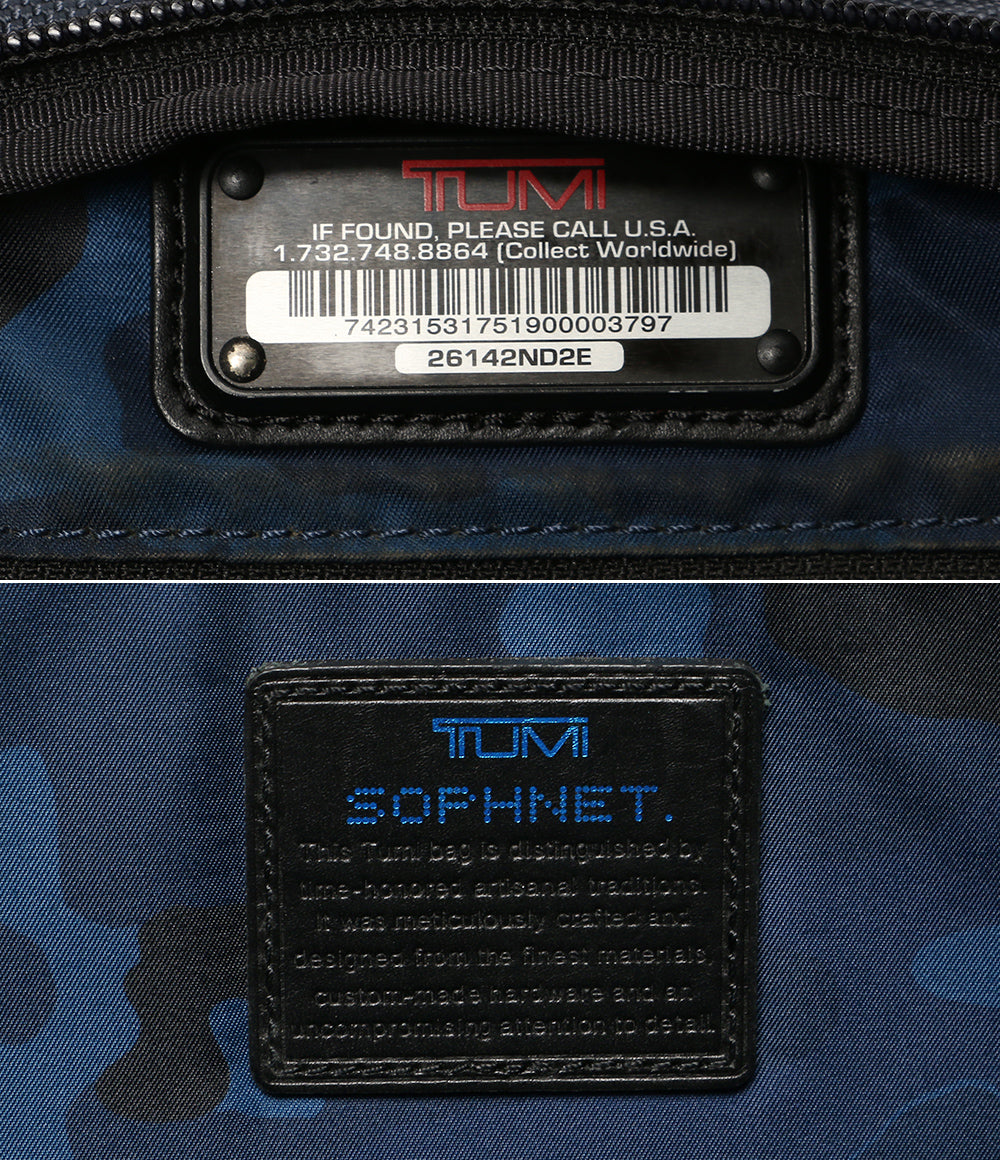 TUMI
IF FOUND, PLEASE CALL U.S.A.
1.732.748.8864 (Collect Worldwide)
74231531751900003797
26142ND2E
TUMI
SOPHNET.
This Tumi bag is distinguished by
time-honored artisanal traditions.
It was meticulously crafted and
designed from the finest materials,
custom-made hardware and an
uncompromising attention to detail.